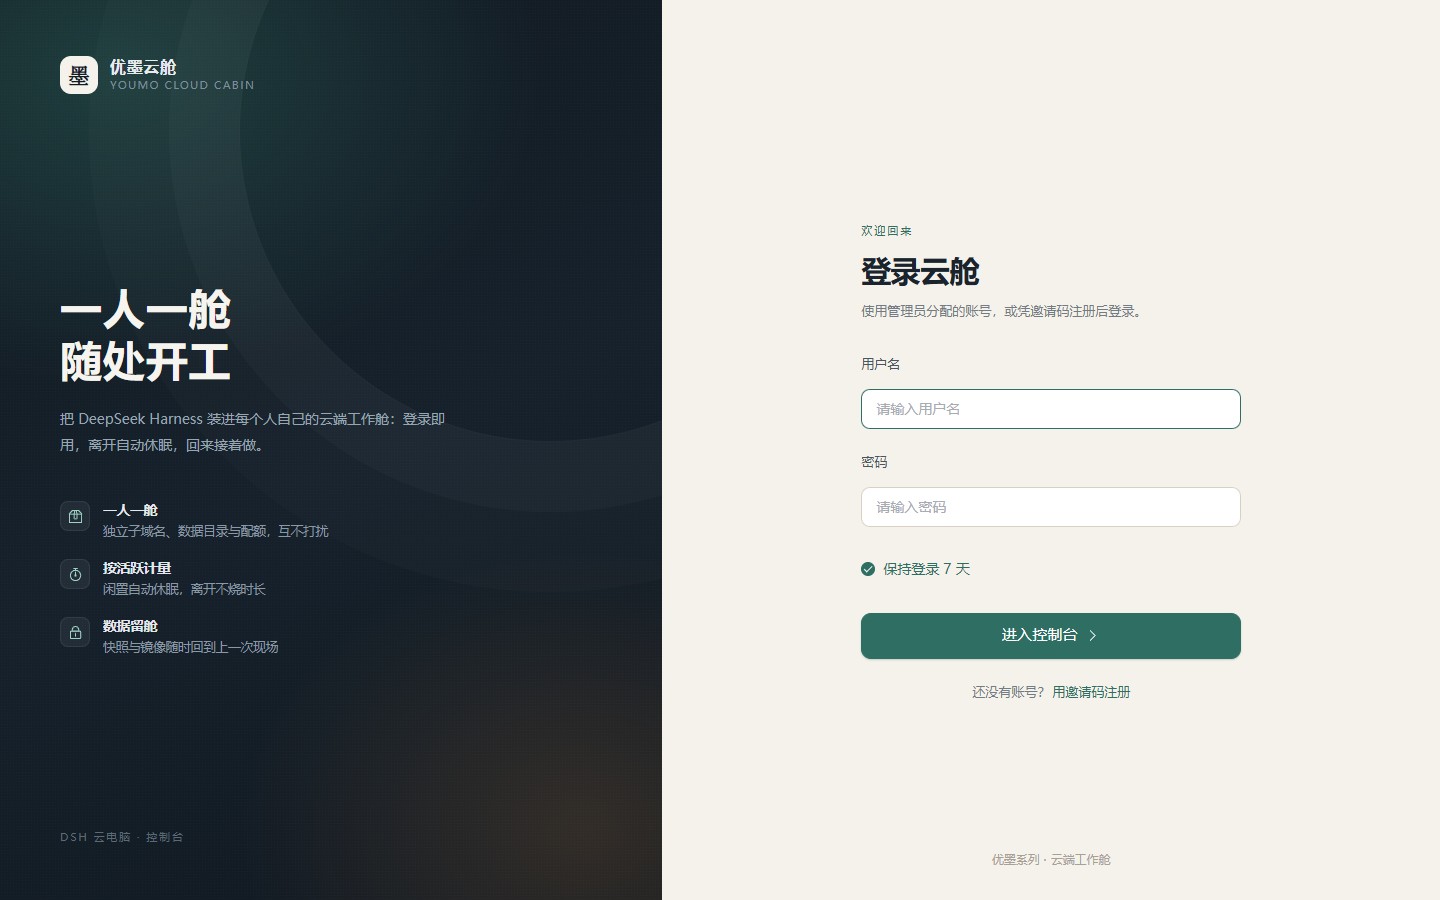 墨
优墨云舱
YOUMO CLOUD CABIN
一人一舱
随处开工
把 DeepSeek Harness 装进每个人自己的云端工作舱：登录即
用，离开自动休眠，回来接着做。
一人一舱
独立子域名、数据目录与配额，互不打扰
按活跃计量
闲置自动休眠，离开不烧时长
数据留舱
快照与镜像随时回到上一次现场
DSH 云电脑 · 控制台
欢迎回来
登录云舱
使用管理员分配的账号，或凭邀请码注册后登录。
用户名
请输入用户名
密码
请输入密码
保持登录 7 天
进入控制台
还没有账号？ 用邀请码注册
优墨系列 · 云端工作舱